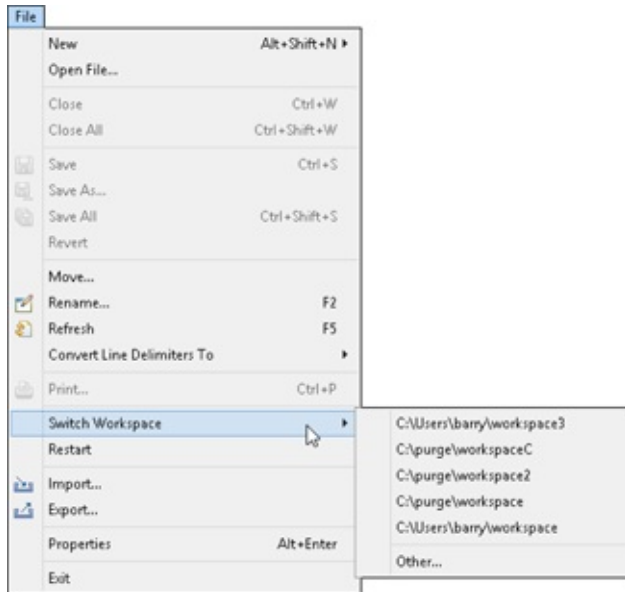 File
New Alt+Shift+N
Open File...
Close Ctrl+W
Close All Ctrl+Shift+W
Save Ctrl+S
Save As...
Save All Ctrl+Shift+S
Revert
Move...
Rename... F2
Refresh F5
Convert Line Delimiters To
Print... Ctrl+P
Switch Workspace
Restart
Import...
Export...
Properties Alt+Enter
Exit
C:\Users\barry\workspace3
C:\purge\workspaceC
C:\purge\workspace2
C:\purge\workspace
C:\Users\barry\workspace
Other...